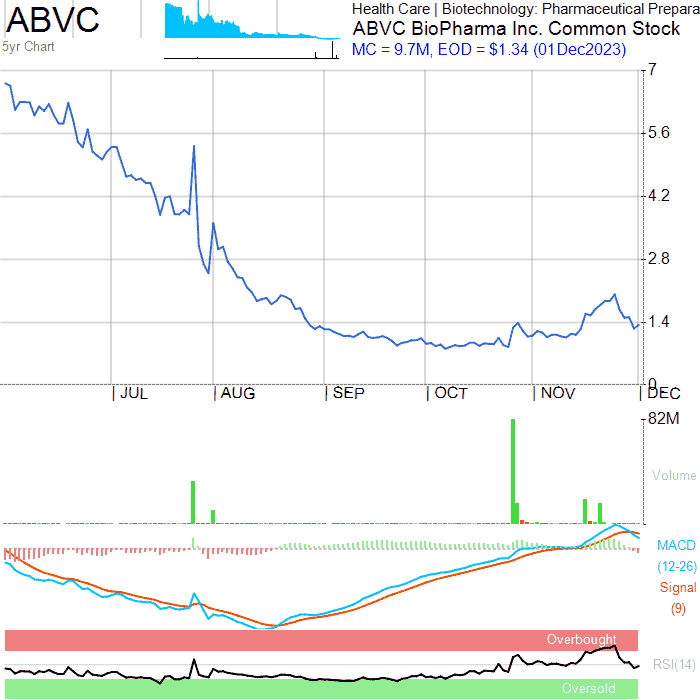 ABVC
5yr Chart
Health Care | Biotechnology: Pharmaceutical Prepara
ABVC BioPharma Inc. Common Stock
MC = 9.7M, EOD = $1.34 (01Dec2023)
7
5.6
4.2
2.8
1.4
0
JUL AUG SEP OCT NOV DEC
82M
Volume
MACD
(12-26)
Signal
(9)
Overbought
RSI(14)
Oversold